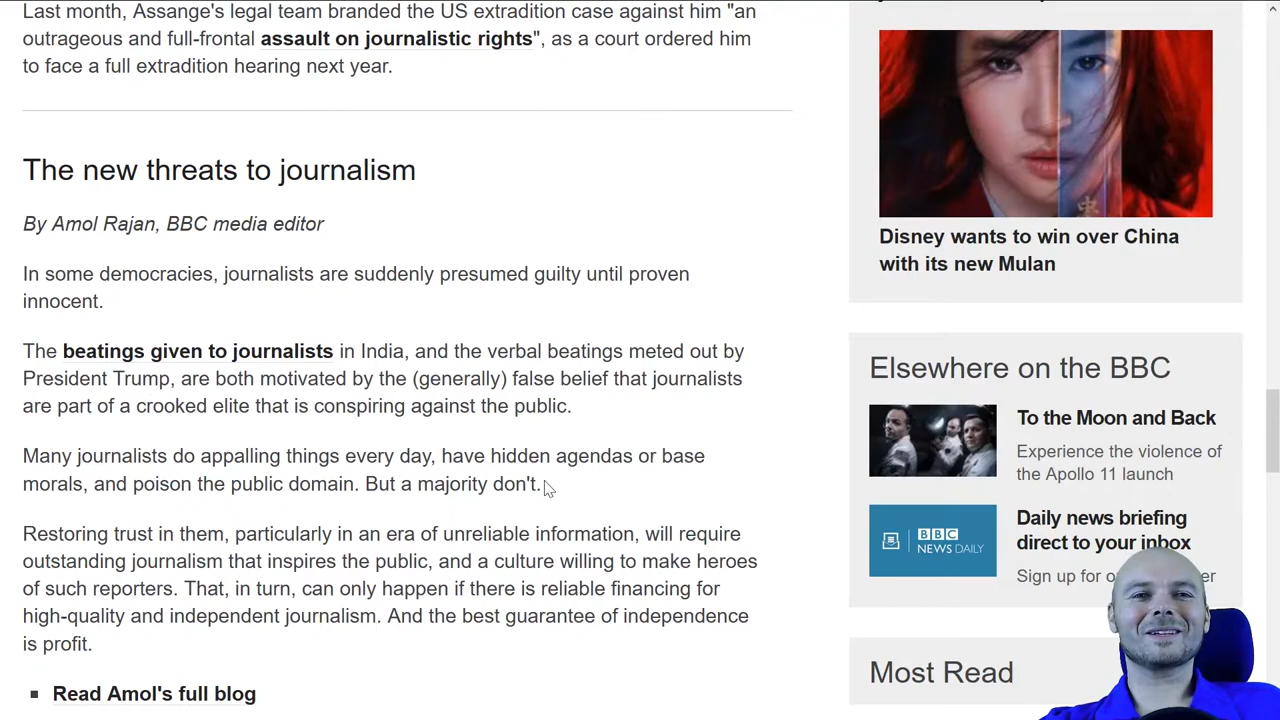 Last month, Assange's legal team branded the US extradition case against him "an
outrageous and full-frontal assault on journalistic rights", as a court ordered him
to face a full extradition hearing next year.
The new threats to journalism
By Amol Rajan, BBC media editor
In some democracies, journalists are suddenly presumed guilty until proven
innocent.
The beatings given to journalists in India, and the verbal beatings meted out by
President Trump, are both motivated by the (generally) false belief that journalists
are part of a crooked elite that is conspiring against the public.
Many journalists do appalling things every day, have hidden agendas or base
morals, and poison the public domain. But a majority don't.
Restoring trust in them, particularly in an era of unreliable information, will require
outstanding journalism that inspires the public, and a culture willing to make heroes
of such reporters. That, in turn, can only happen if there is reliable financing for
high-quality and independent journalism. And the best guarantee of independence
is profit.
Read Amol's full blog
Disney wants to win over China
with its new Mulan
Elsewhere on the BBC
To the Moon and Back
Experience the violence of
the Apollo 11 launch
Daily news briefing
direct to your inbox
Sign up for
BBC
NEWS DAILY
Most Read